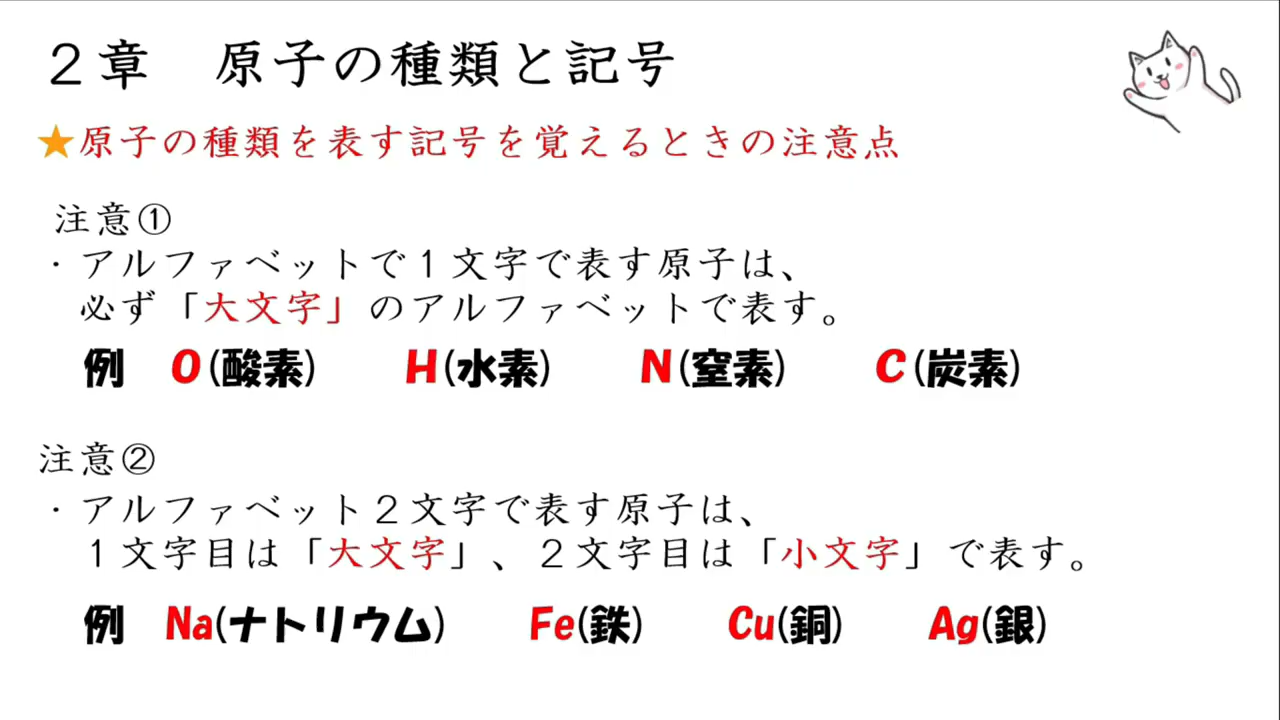 ２章　原子の種類と記号
★原子の種類を表す記号を覚えるときの注意点
注意①
・アルファベットで１文字で表す原子は、
必ず「大文字」のアルファベットで表す。
例　O(酸素)　H(水素)　N(窒素)　C(炭素)
注意②
・アルファベット２文字で表す原子は、
１文字目は「大文字」、２文字目は「小文字」で表す。
例　Na(ナトリウム)　Fe(鉄)　Cu(銅)　Ag(銀)